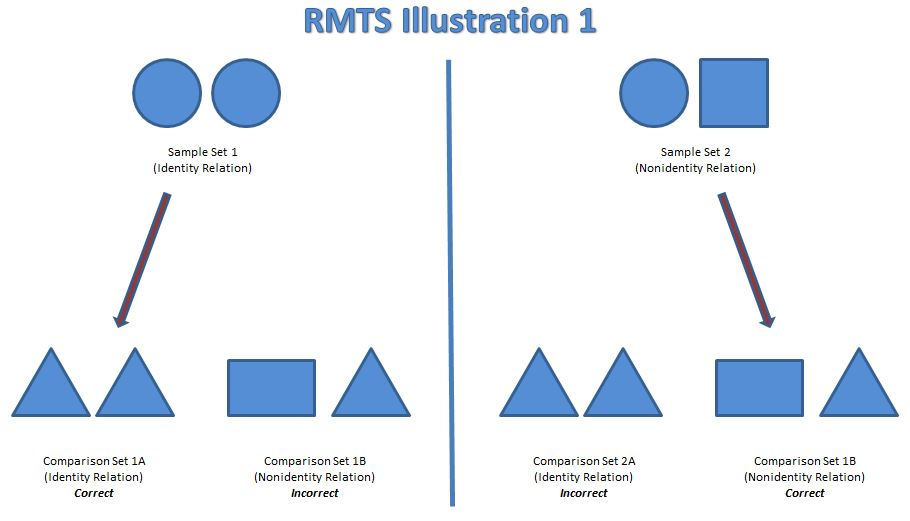 RMTS Illustration 1
Sample Set 1
(Identity Relation)
Sample Set 2
(Nonidentity Relation)
Comparison Set 1A
(Identity Relation)
Correct
Comparison Set 1B
(Nonidentity Relation)
Incorrect
Comparison Set 2A
(Identity Relation)
Incorrect
Comparison Set 1B
(Nonidentity Relation)
Correct